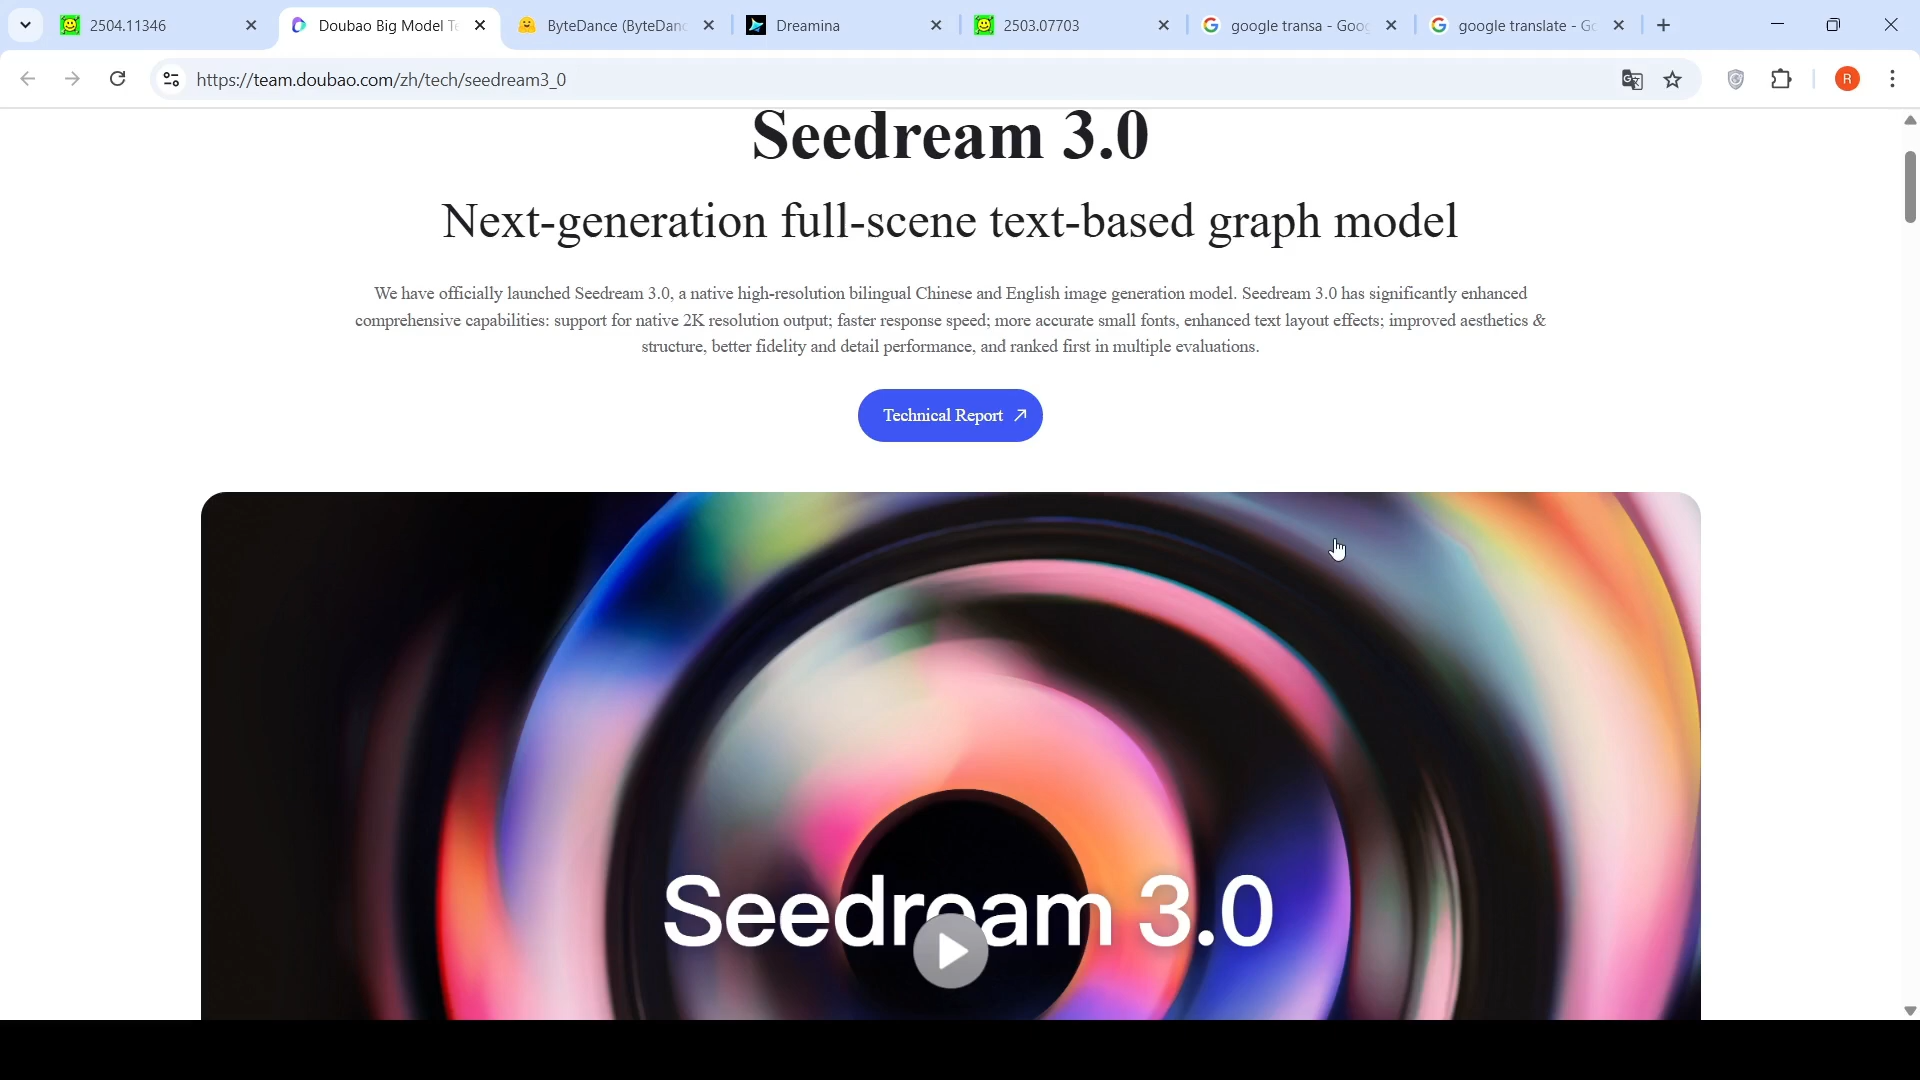 2504.11346
Doubao Big Model Te
ByteDance (ByteDanc
Dreamina
2503.07703
google transa - Goog
google translate - Go
https://team.doubao.com/zh/tech/seedream3_0
R
Seedream 3.0
Next-generation full-scene text-based graph model
We have officially launched Seedream 3.0, a native high-resolution bilingual Chinese and English image generation model. Seedream 3.0 has significantly enhanced
comprehensive capabilities: support for native 2K resolution output; faster response speed; more accurate small fonts, enhanced text layout effects; improved aesthetics &
structure, better fidelity and detail performance, and ranked first in multiple evaluations.
Technical Report
Seedream 3.0